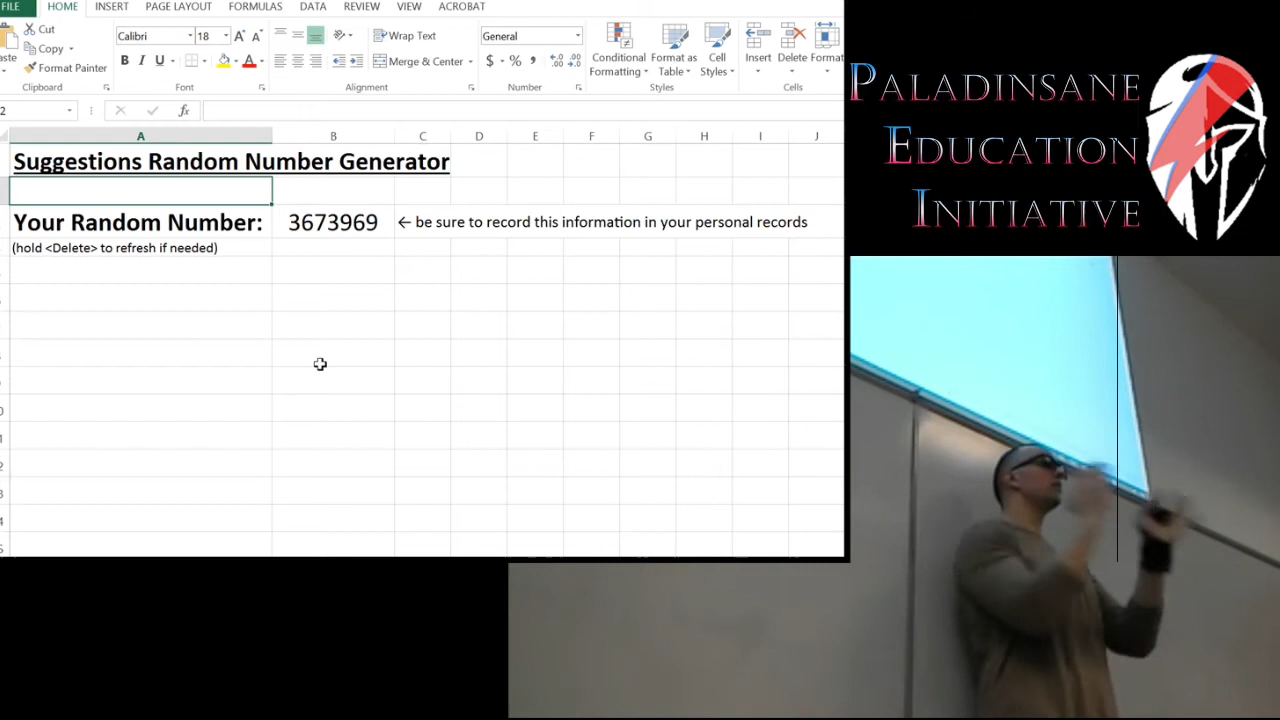 FILE HOME INSERT PAGE LAYOUT FORMULAS DATA REVIEW VIEW ACROBAT
Cut
Copy
Format Painter
Clipboard
Calibri 18
B I U
Font
Wrap Text
Merge & Center
Alignment
General
$ % ,
Number
Conditional Formatting
Format as Table
Cell Styles
Styles
Insert Delete Format
Cells
fx
A B C D E F G H I J
Suggestions Random Number Generator
Your Random Number: 3673969 ← be sure to record this information in your personal records
(hold <Delete> to refresh if needed)
PALADINSANE
EDUCATION
INITIATIVE